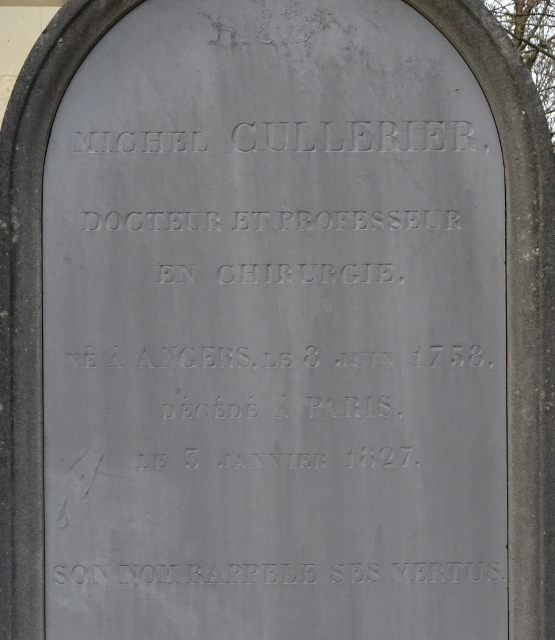 MICHEL CULLERIER,
DOCTEUR ET PROFESSEUR
EN CHIRURGIE.
NÉ À ANGERS, LE 8 JUIN 1758.
DÉCÉDÉ À PARIS,
LE 3 JANVIER 1827.
SON NOM RAPPELE SES VERTUS.